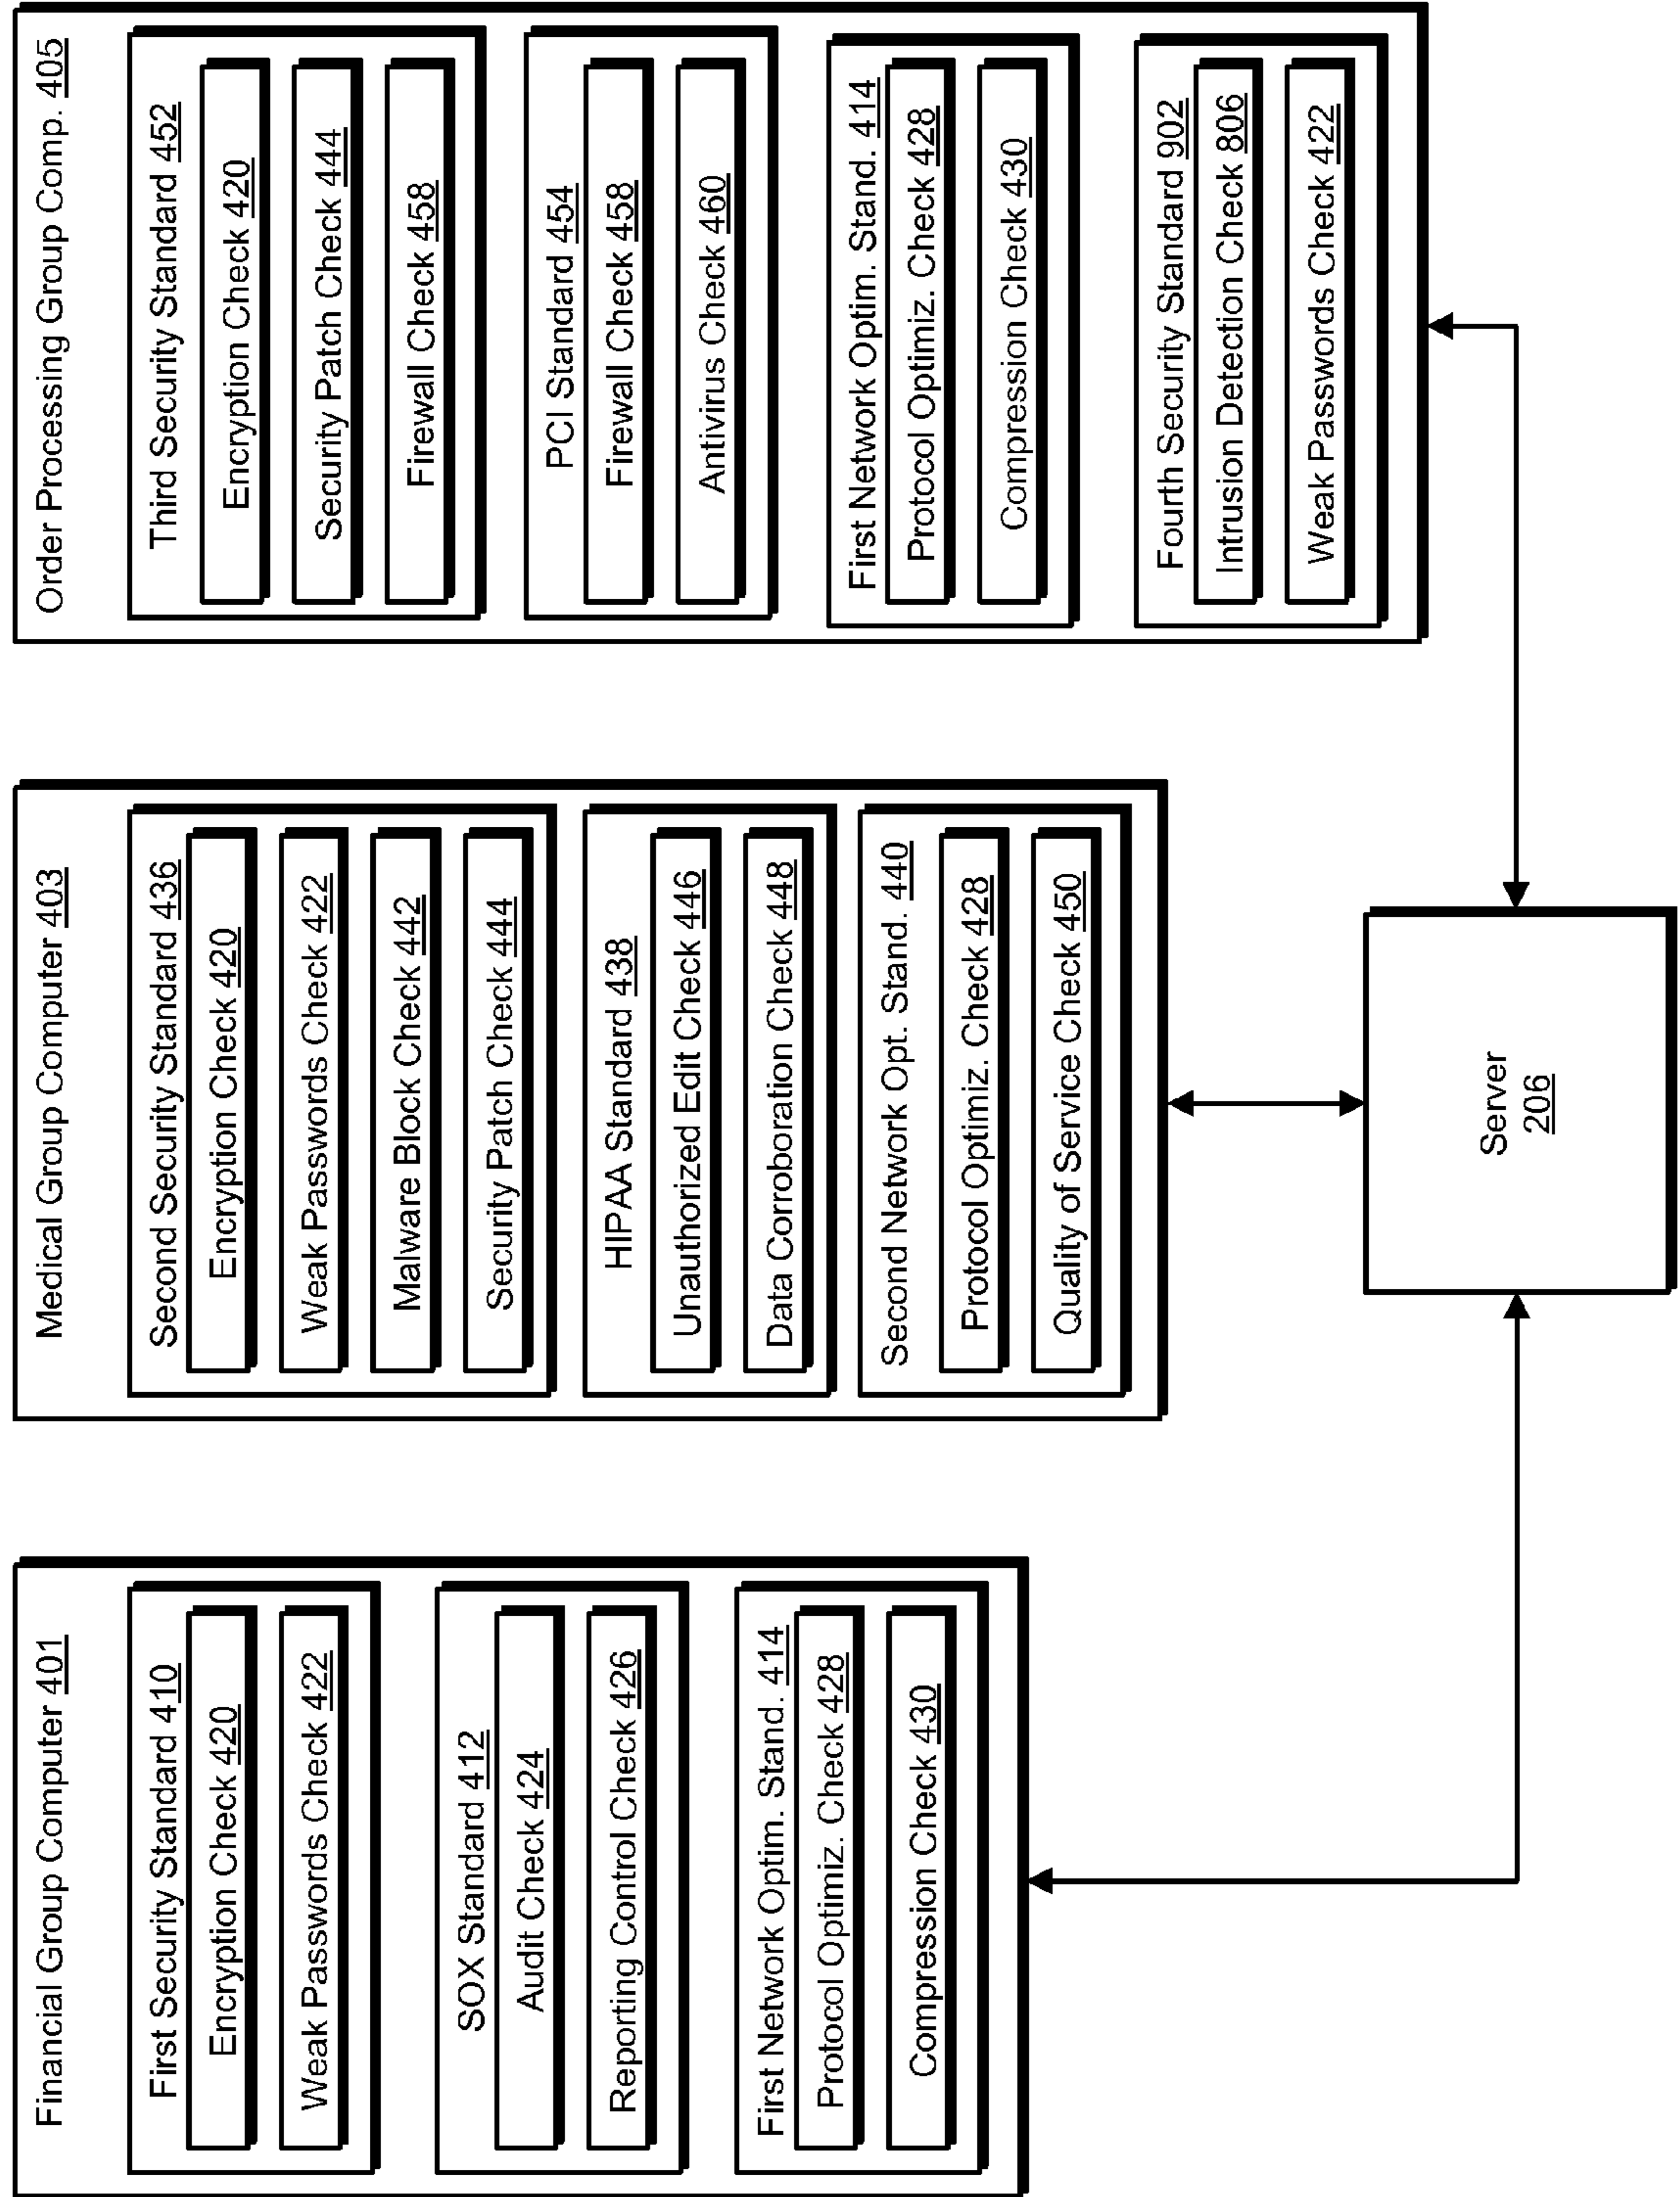 Financial Group Computer 401
First Security Standard 410
Encryption Check 420
Weak Passwords Check 422
SOX Standard 412
Audit Check 424
Reporting Control Check 426
First Network Optim. Stand. 414
Protocol Optimiz. Check 428
Compression Check 430
Medical Group Computer 403
Second Security Standard 436
Encryption Check 420
Weak Passwords Check 422
Malware Block Check 442
Security Patch Check 444
HIPAA Standard 438
Unauthorized Edit Check 446
Data Corroboration Check 448
Second Network Opt. Stand. 440
Protocol Optimiz. Check 428
Quality of Service Check 450
Order Processing Group Comp. 405
Third Security Standard 452
Encryption Check 420
Security Patch Check 444
Firewall Check 458
PCI Standard 454
Firewall Check 458
Antivirus Check 460
First Network Optim. Stand. 414
Protocol Optimiz. Check 428
Compression Check 430
Fourth Security Standard 902
Intrusion Detection Check 806
Weak Passwords Check 422
Server
206